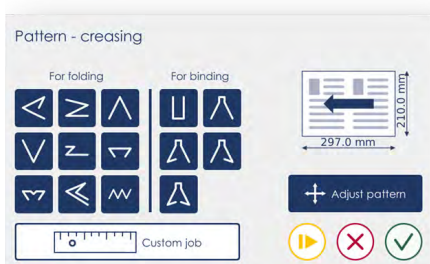 Pattern - creasing
For folding
For binding
210.0 mm
297.0 mm
Adjust pattern
Custom job